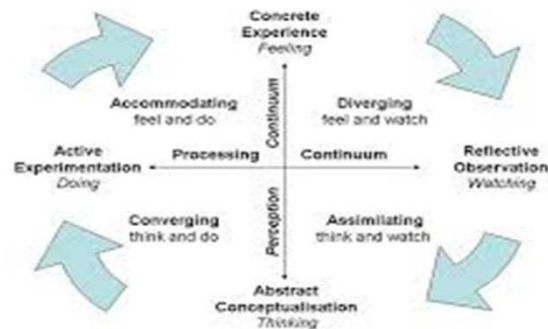 Concrete
Experience
Feeling
Accommodating
feel and do
Continuum
Diverging
feel and watch
Active
Experimentation
Doing
Processing
Continuum
Reflective
Observation
Watching
Converging
think and do
Perception
Assimilating
think and watch
Abstract
Conceptualisation
Thinking